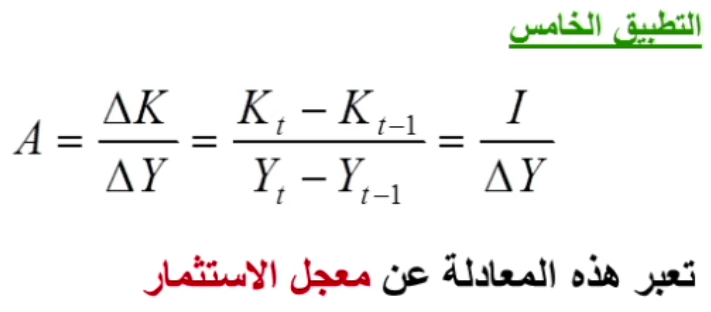 التطبيق الخامس
A = ΔK / ΔY = (K_t − K_{t−1}) / (Y_t − Y_{t−1}) = I / ΔY
تعبر هذه المعادلة عن معجل الاستثمار